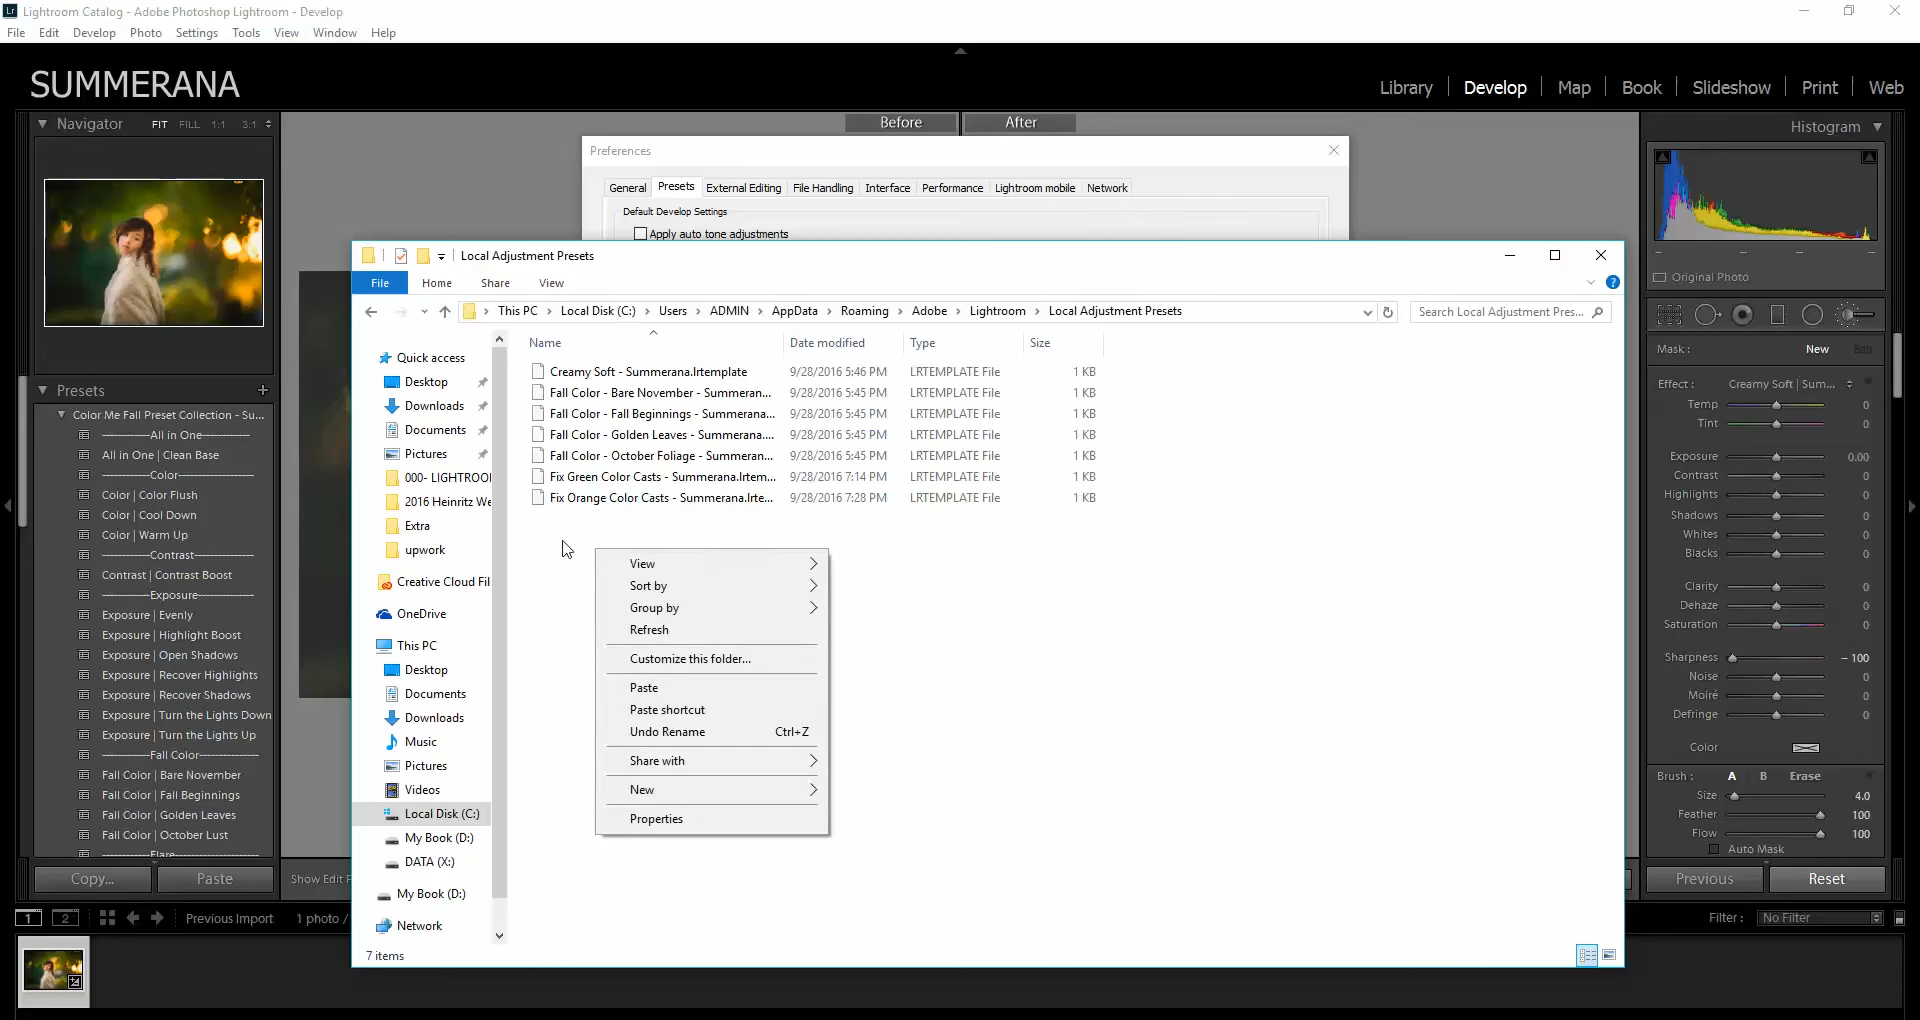 Lightroom Catalog - Adobe Photoshop Lightroom - Develop
File Edit Develop Photo Settings Tools View Window Help
SUMMERANA
Library | Develop | Map | Book | Slideshow | Print | Web
Navigator FIT FILL 1:1 3:1
Before After
Histogram
Preferences
General Presets External Editing File Handling Interface Performance Lightroom mobile Network
Default Develop Settings
Apply auto tone adjustments
Original Photo
Local Adjustment Presets
File Home Share View
This PC > Local Disk (C:) > Users > ADMIN > AppData > Roaming > Adobe > Lightroom > Local Adjustment Presets
Search Local Adjustment Pres...
Name Date modified Type Size
Creamy Soft - Summerana.lrtemplate 9/28/2016 5:46 PM LRTEMPLATE File 1 KB
Fall Color - Bare November - Summeran... 9/28/2016 5:45 PM LRTEMPLATE File 1 KB
Fall Color - Fall Beginnings - Summerana... 9/28/2016 5:45 PM LRTEMPLATE File 1 KB
Fall Color - Golden Leaves - Summerana.... 9/28/2016 5:45 PM LRTEMPLATE File 1 KB
Fall Color - October Foliage - Summeran... 9/28/2016 5:45 PM LRTEMPLATE File 1 KB
Fix Green Color Casts - Summerana.lrtem... 9/28/2016 7:14 PM LRTEMPLATE File 1 KB
Fix Orange Color Casts - Summerana.lrte... 9/28/2016 7:28 PM LRTEMPLATE File 1 KB
Quick access
Desktop
Downloads
Documents
Pictures
000- LIGHTROO
2016 Heinritz We
Extra
upwork
Creative Cloud Fil
OneDrive
This PC
Desktop
Documents
Downloads
Music
Pictures
Videos
Local Disk (C:)
My Book (D:)
DATA (X:)
My Book (D:)
Network
7 items
View
Sort by
Group by
Refresh
Customize this folder...
Paste
Paste shortcut
Undo Rename Ctrl+Z
Share with
New
Properties
Presets +
Color Me Fall Preset Collection - Su...
------------All in One------------
All in One | Clean Base
------------Color------------
Color | Color Flush
Color | Cool Down
Color | Warm Up
------------Contrast------------
Contrast | Contrast Boost
------------Exposure------------
Exposure | Evenly
Exposure | Highlight Boost
Exposure | Open Shadows
Exposure | Recover Highlights
Exposure | Recover Shadows
Exposure | Turn the Lights Down
Exposure | Turn the Lights Up
------------Fall Color------------
Fall Color | Bare November
Fall Color | Fall Beginnings
Fall Color | Golden Leaves
Fall Color | October Lust
------------Flare------------
Copy... Paste
Show Edit P
Mask : New Edit
Effect : Creamy Soft | Sum...
Temp 0
Tint 0
Exposure 0.00
Contrast 0
Highlights 0
Shadows 0
Whites 0
Blacks 0
Clarity 0
Dehaze 0
Saturation 0
Sharpness - 100
Noise 0
Moiré 0
Defringe 0
Color
Brush : A B Erase
Size 4.0
Feather 100
Flow 100
Auto Mask
Previous Reset
1 2 Previous Import 1 photo /
Filter : No Filter